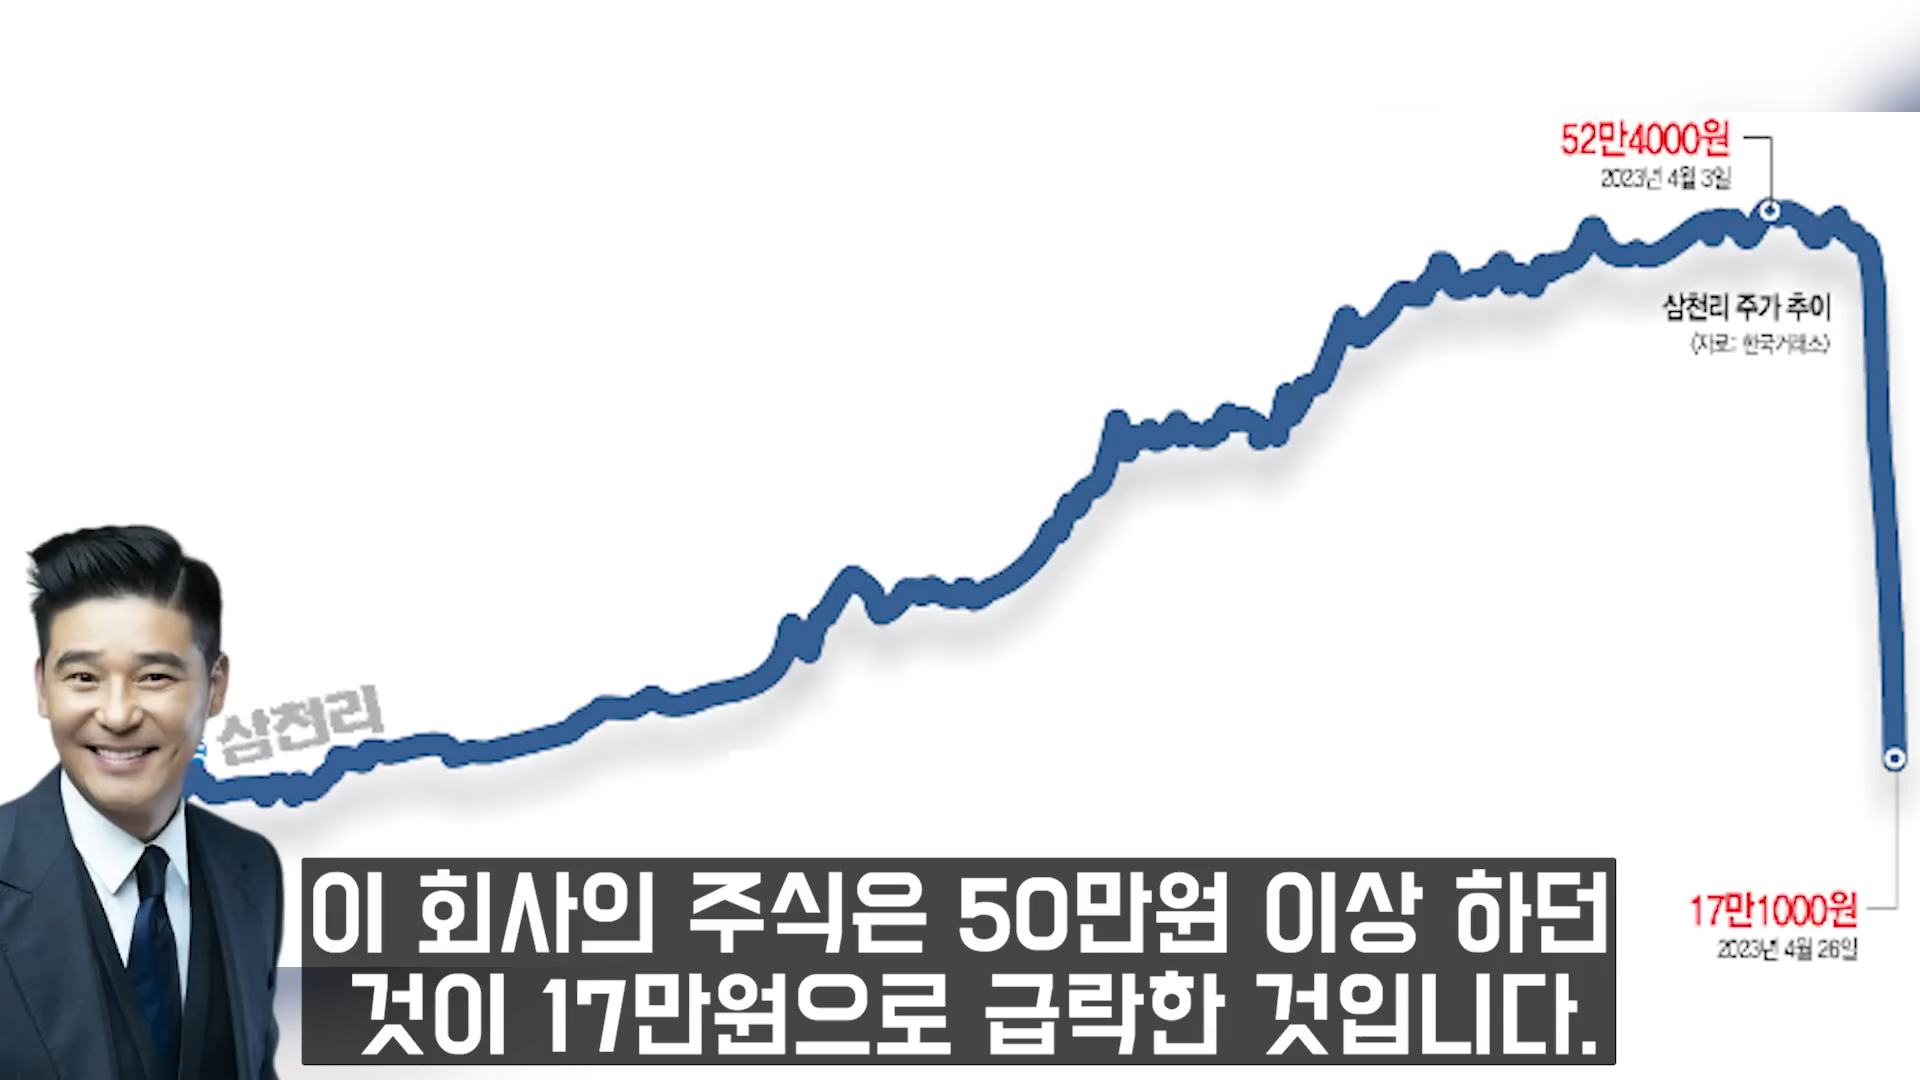 52만4000원
2023년 4월 3일
삼천리 주가 추이
(자료: 한국거래소)
삼천리
17만1000원
2023년 4월 26일
이 회사의 주식은 50만원 이상 하던
것이 17만원으로 급락한 것입니다.